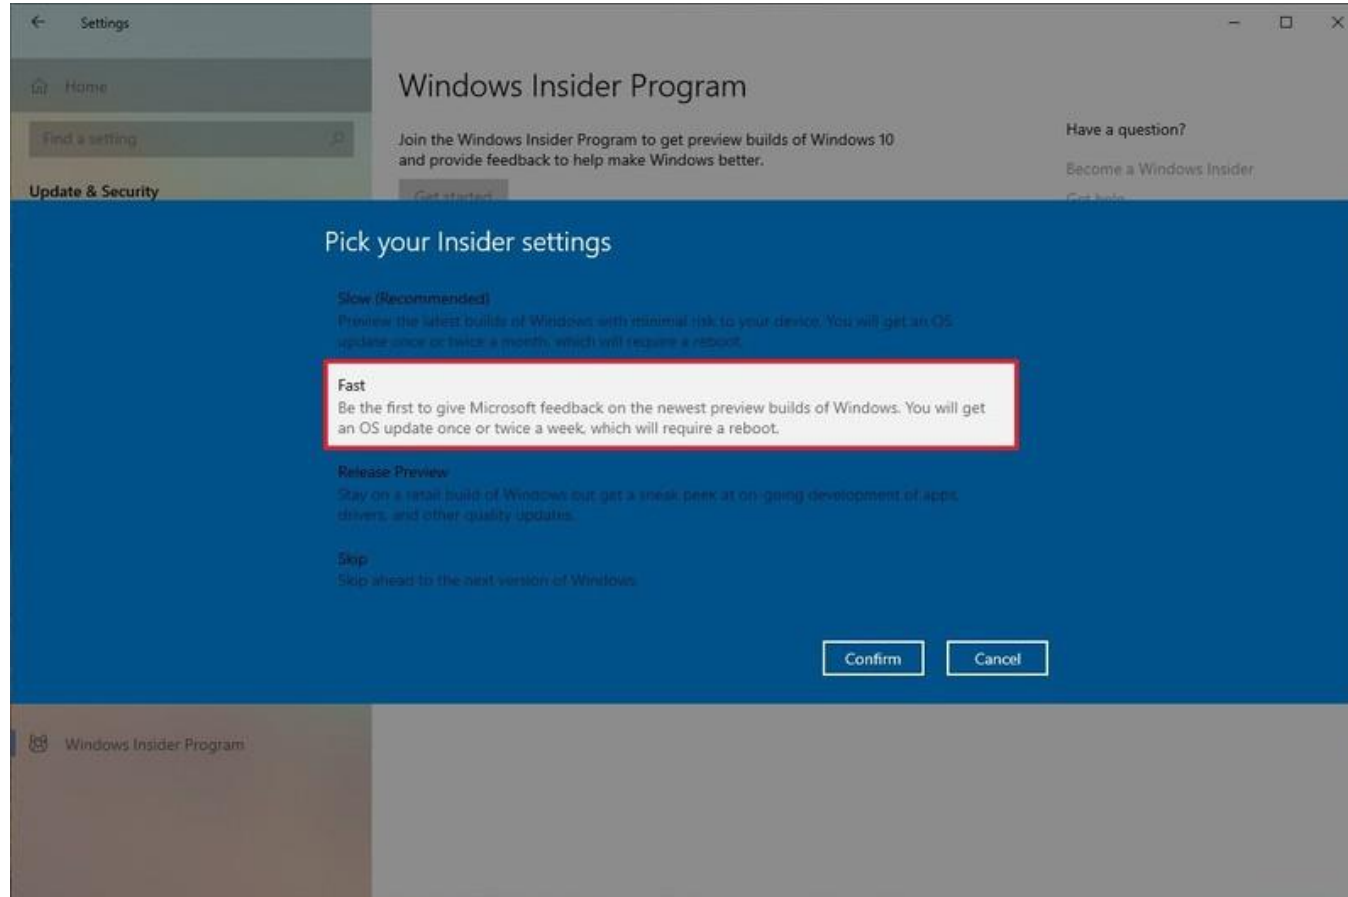 Settings
Home
Find a setting
Update & Security
Windows Insider Program
Join the Windows Insider Program to get preview builds of Windows 10
and provide feedback to help make Windows better.
Get started
Have a question?
Become a Windows Insider
Get help
Pick your Insider settings
Slow (Recommended)
Preview the latest builds of Windows with minimal risk to your device. You will get an OS
update once or twice a month, which will require a reboot.
Fast
Be the first to give Microsoft feedback on the newest preview builds of Windows. You will get
an OS update once or twice a week, which will require a reboot.
Release Preview
Stay on a retail build of Windows but get a sneak peek at on-going development of apps,
drivers, and other quality updates.
Skip
Skip ahead to the next version of Windows.
Confirm
Cancel
Windows Insider Program